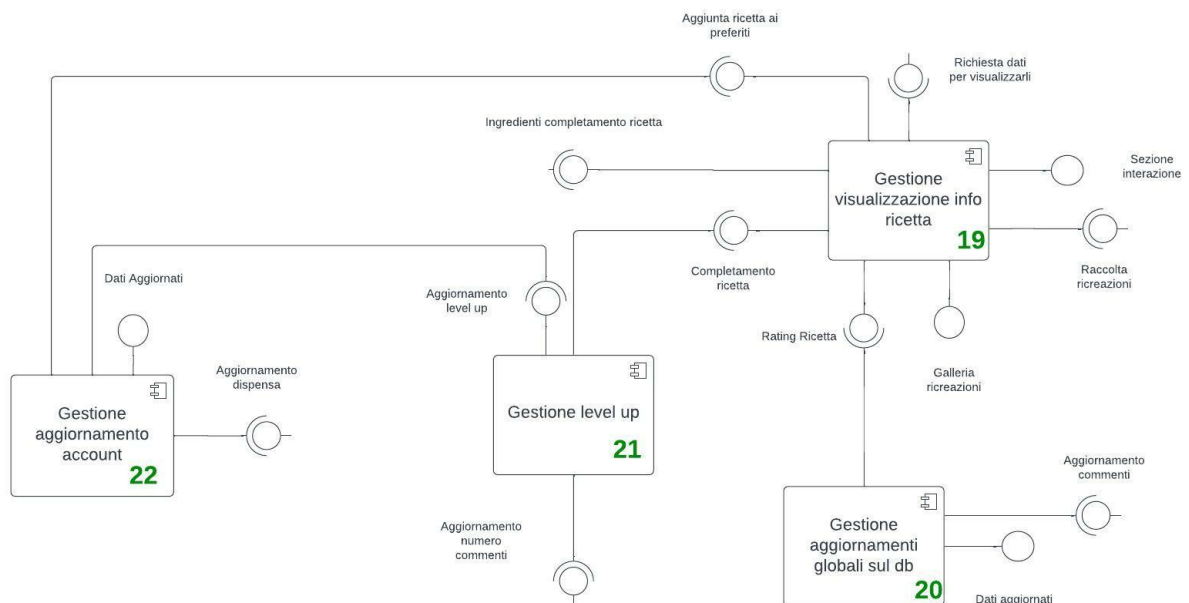 Aggiunta ricetta ai
preferiti
Richiesta dati
per visualizzarli
Ingredienti completamento ricetta
Gestione
visualizzazione info
ricetta
19
Sezione
interazione
Completamento
ricetta
Raccolta
ricreazioni
Dati Aggiornati
Aggiornamento
level up
Rating Ricetta
Galleria
ricreazioni
Aggiornamento
dispensa
Gestione
aggiornamento
account
22
Gestione level up
21
Aggiornamento
commenti
Aggiornamento
numero
commenti
Gestione
aggiornamenti
globali sul db
20
Dati aggiornati